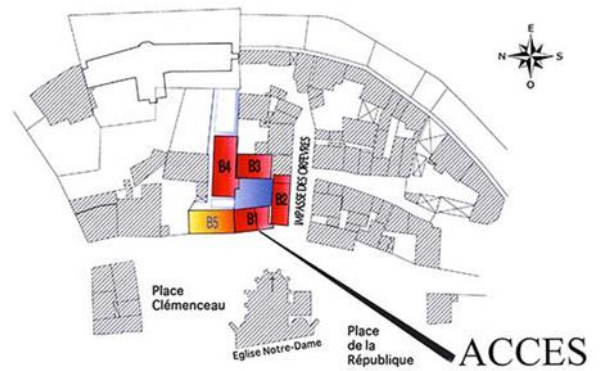 E
N
S
O
B4
B3
B2
B5
B1
IMPASSE DES ORFEVRES
Place
Clémenceau
Eglise Notre-Dame
Place
de la
République
ACCES